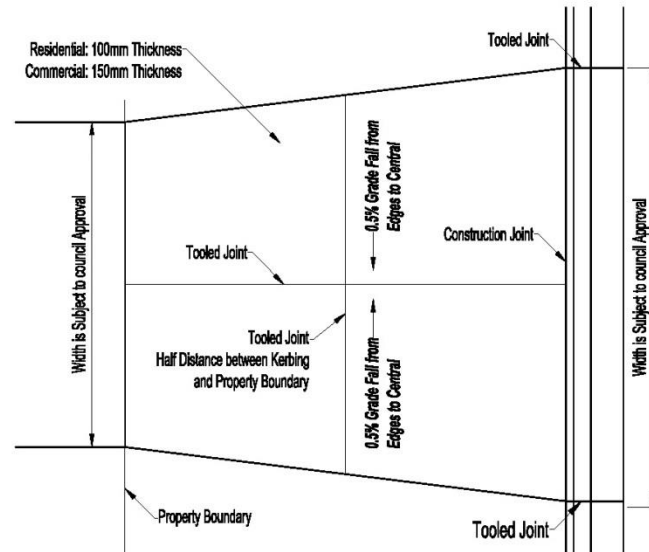 Residential: 100mm Thickness
Commercial: 150mm Thickness
Tooled Joint
Width is Subject to council Approval
0.5% Grade Fall from
Edges to Central
Tooled Joint
Construction Joint
Width is Subject to council Approval
Tooled Joint
Half Distance between Kerbing
and Property Boundary
0.5% Grade Fall from
Edges to Central
Property Boundary
Tooled Joint